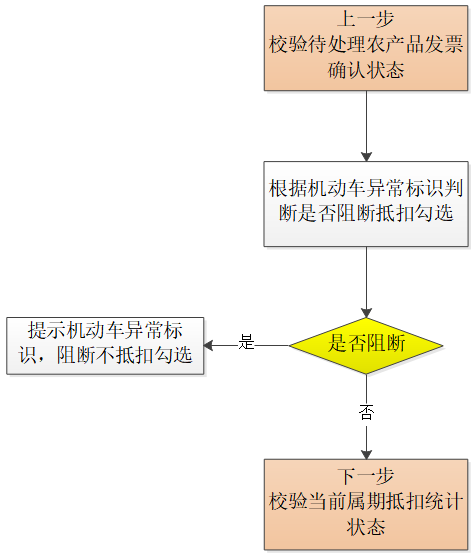 上一步
校验待处理农产品发票
确认状态
根据机动车异常标识判
断是否阻断抵扣勾选
是否阻断
是
提示机动车异常标
识，阻断不抵扣勾选
否
下一步
校验当前属期抵扣统计
状态